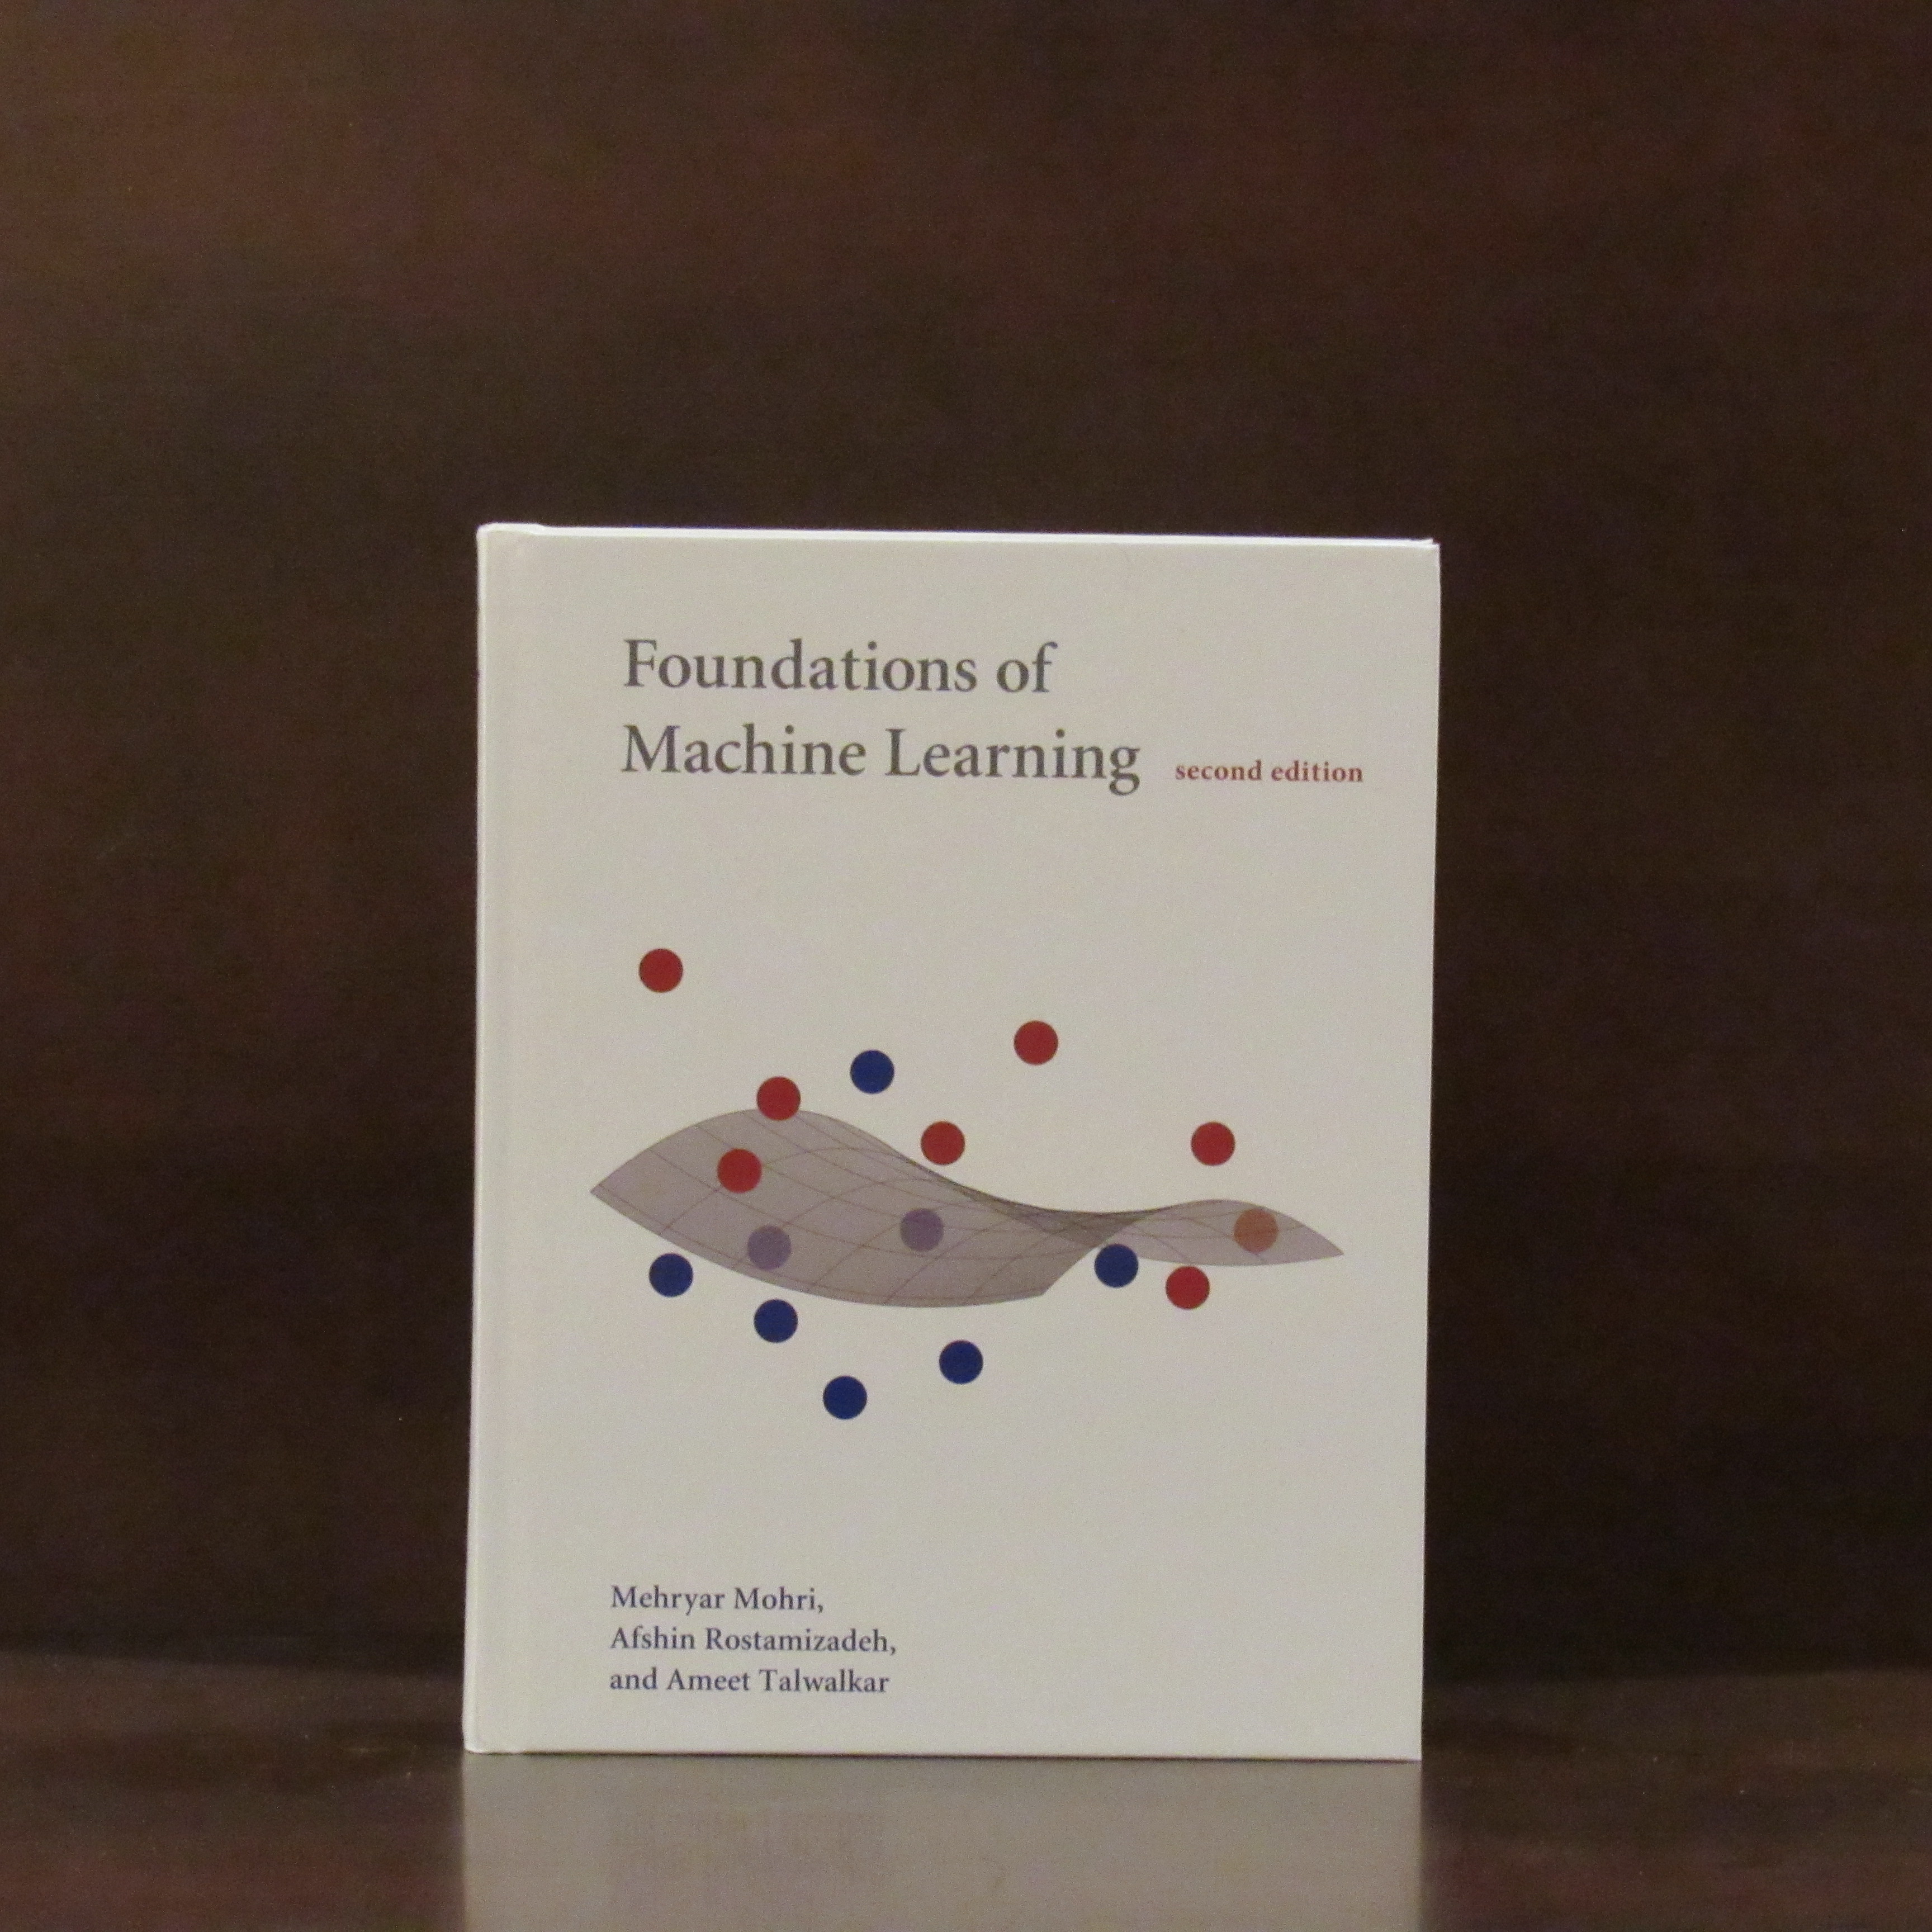 Foundations of
Machine Learning second edition
Mehryar Mohri,
Afshin Rostamizadeh,
and Ameet Talwalkar